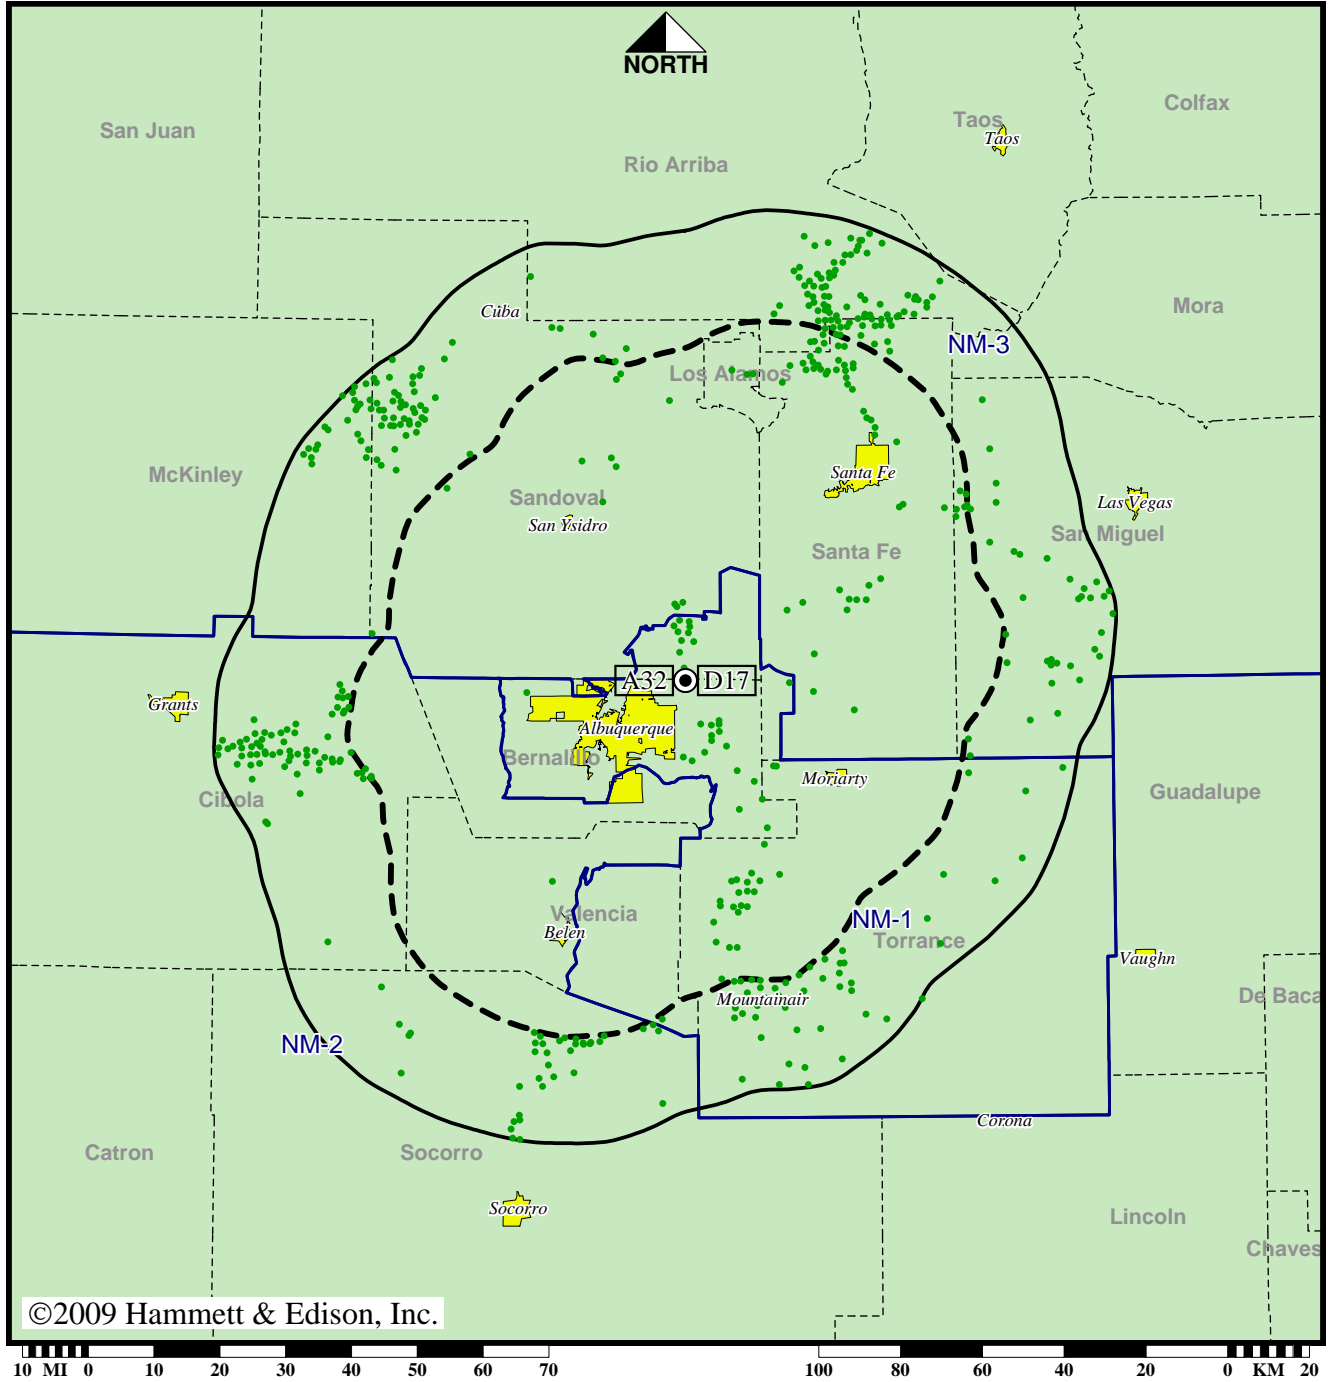 NORTH
Colfax
San Juan
Taos
Taos
Rio Arriba
Cuba
Mora
NM-3
Los Alamos
McKinley
Santa Fe
Sandoval
San Ysidro
Las Vegas
San Miguel
Santa Fe
A32
D17
Grants
Albuquerque
Bernalillo
Moriarty
Cibola
Guadalupe
Valencia
NM-1
Belen
Torrance
Vaughn
De Baca
Mountainair
NM-2
Corona
Catron
Socorro
Socorro
Lincoln
Chaves
©2009 Hammett & Edison, Inc.
10 MI 0 10 20 30 40 50 60 70
100 80 60 40 20 0 KM 20